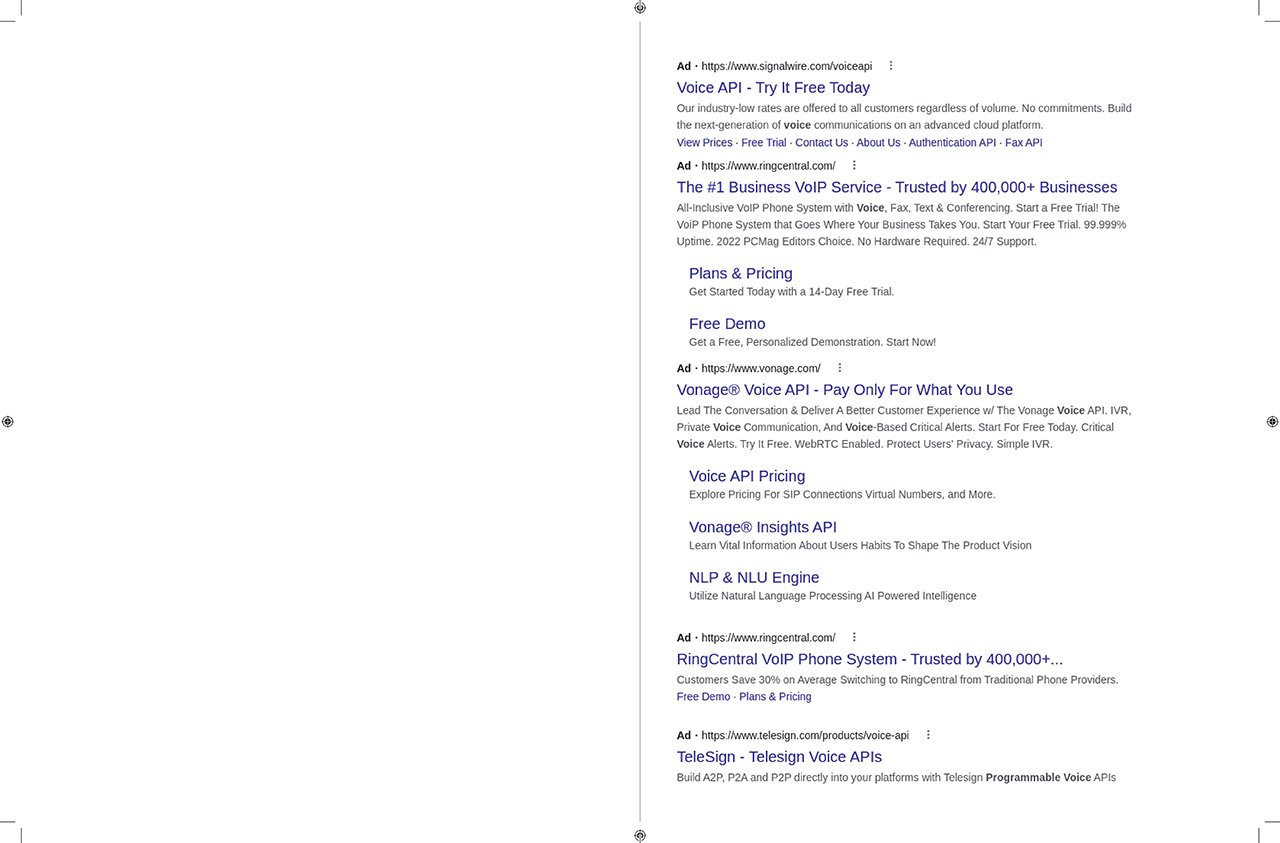 Ad · https://www.signalwire.com/voiceapi
Voice API - Try It Free Today
Our industry-low rates are offered to all customers regardless of volume. No commitments. Build
the next-generation of voice communications on an advanced cloud platform.
View Prices · Free Trial · Contact Us · About Us · Authentication API · Fax API
Ad · https://www.ringcentral.com/
The #1 Business VoIP Service - Trusted by 400,000+ Businesses
All-Inclusive VoIP Phone System with Voice, Fax, Text & Conferencing. Start a Free Trial! The
VoiP Phone System that Goes Where Your Business Takes You. Start Your Free Trial. 99.999%
Uptime. 2022 PCMag Editors Choice. No Hardware Required. 24/7 Support.
Plans & Pricing
Get Started Today with a 14-Day Free Trial.
Free Demo
Get a Free, Personalized Demonstration. Start Now!
Ad · https://www.vonage.com/
Vonage® Voice API - Pay Only For What You Use
Lead The Conversation & Deliver A Better Customer Experience w/ The Vonage Voice API. IVR,
Private Voice Communication, And Voice-Based Critical Alerts. Start For Free Today. Critical
Voice Alerts. Try It Free. WebRTC Enabled. Protect Users' Privacy. Simple IVR.
Voice API Pricing
Explore Pricing For SIP Connections Virtual Numbers, and More.
Vonage® Insights API
Learn Vital Information About Users Habits To Shape The Product Vision
NLP & NLU Engine
Utilize Natural Language Processing AI Powered Intelligence
Ad · https://www.ringcentral.com/
RingCentral VoIP Phone System - Trusted by 400,000+...
Customers Save 30% on Average Switching to RingCentral from Traditional Phone Providers.
Free Demo · Plans & Pricing
Ad · https://www.telesign.com/products/voice-api
TeleSign - Telesign Voice APIs
Build A2P, P2A and P2P directly into your platforms with Telesign Programmable Voice APIs